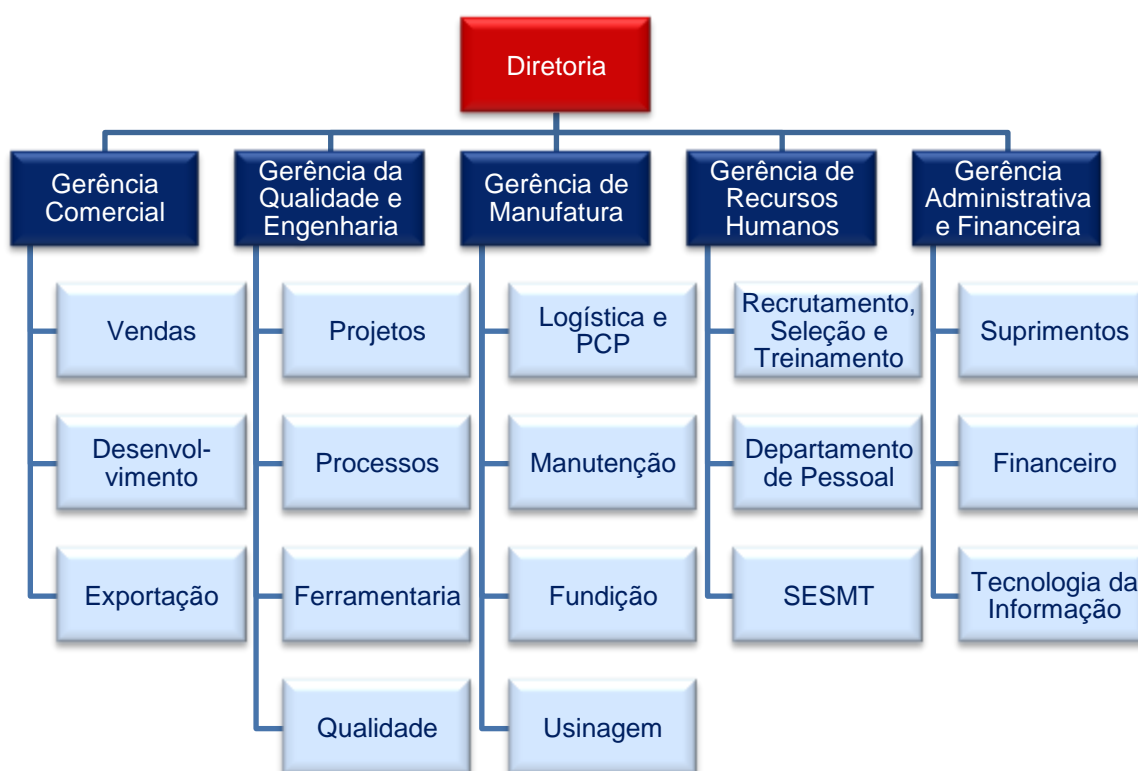 Diretoria
Gerência
Comercial
Gerência da
Qualidade e
Engenharia
Gerência de
Manufatura
Gerência de
Recursos
Humanos
Gerência
Administrativa
e Financeira
Vendas
Desenvol-
vimento
Exportação
Projetos
Processos
Ferramentaria
Qualidade
Logística e
PCP
Manutenção
Fundição
Usinagem
Recrutamento,
Seleção e
Treinamento
Departamento
de Pessoal
SESMT
Suprimentos
Financeiro
Tecnologia da
Informação